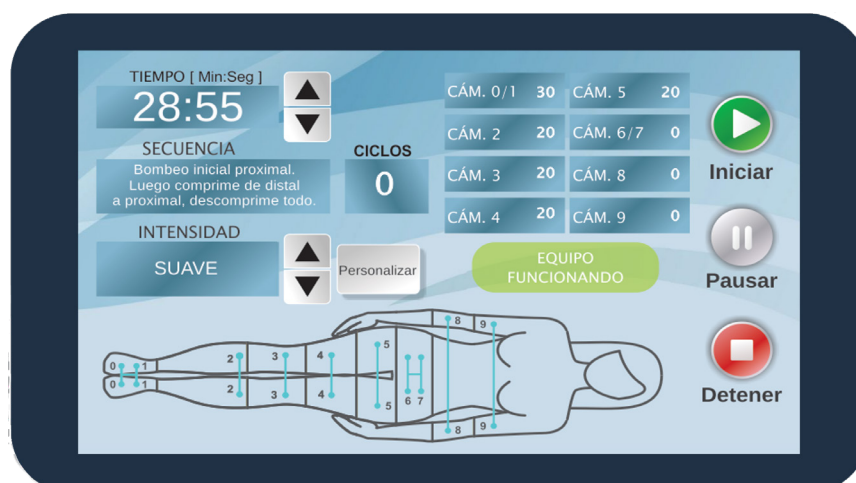 TIEMPO [ Min:Seg ]
28:55
SECUENCIA
Bombeo inicial proximal.
Luego comprime de distal
a proximal, descomprime todo.
CICLOS
0
INTENSIDAD
SUAVE
Personalizar
CÁM. 0/1 30 CÁM. 5 20
CÁM. 2 20 CÁM. 6/7 0
CÁM. 3 20 CÁM. 8 0
CÁM. 4 20 CÁM. 9 0
EQUIPO
FUNCIONANDO
Iniciar
Pausar
Detener
0 1 2 3 4 5 8 9
6 7
0 1 2 3 4 5 8 9